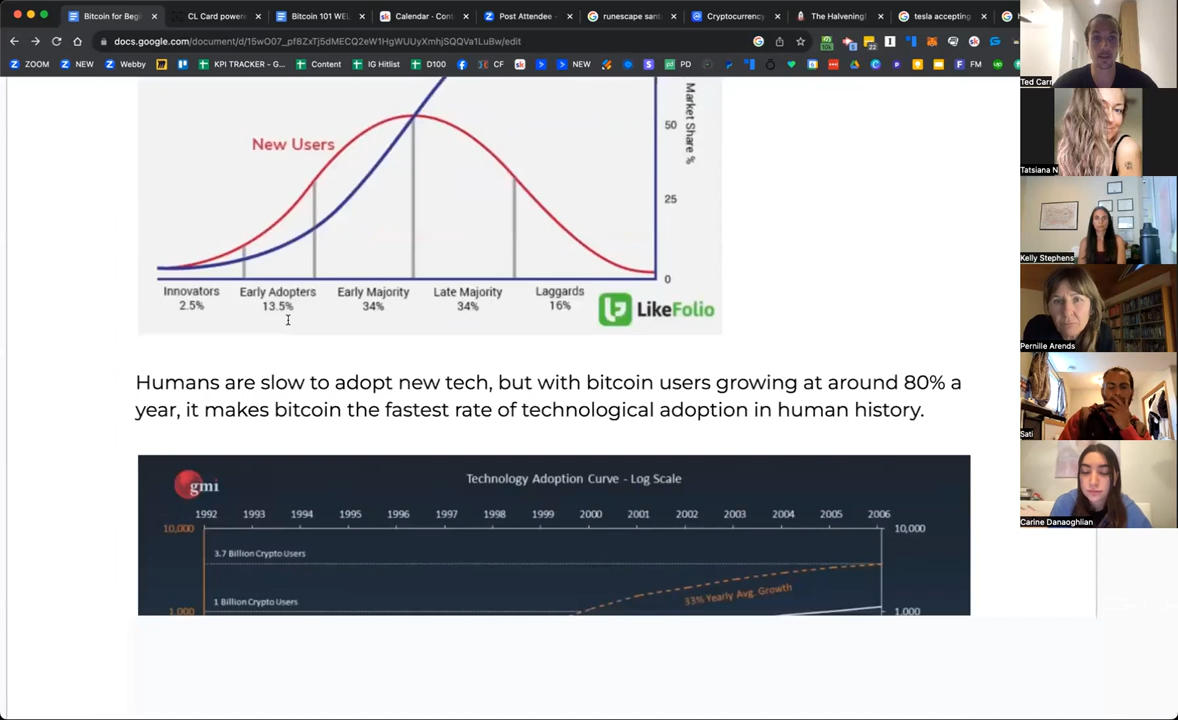 Bitcoin for Begi
CL Card power
Bitcoin 101 WEL
Calendar - Cont
Post Attendee -
runescape sant
Cryptocurrency
The Halvening!
tesla accepting
docs.google.com/document/d/15wO07_pf8ZxTj5dMECQ2eW1HgWUUyXmhjSQQVa1LuBw/edit
ZOOM
NEW
Webby
KPI TRACKER - G...
Content
IG Hitlist
D100
CF
NEW
PD
FM
Ted Carr
Tatsiana N
Kelly Stephens
Pernille Arends
Sati
Carine Danaoghlian
New Users
Market Share %
50
25
0
Innovators
2.5%
Early Adopters
13.5%
Early Majority
34%
Late Majority
34%
Laggards
16%
LikeFolio
Humans are slow to adopt new tech, but with bitcoin users growing at around 80% a
year, it makes bitcoin the fastest rate of technological adoption in human history.
gmi
Technology Adoption Curve - Log Scale
1992 1993 1994 1995 1996 1997 1998 1999 2000 2001 2002 2003 2004 2005 2006
10,000
10,000
3.7 Billion Crypto Users
33% Yearly Avg. Growth
1 Billion Crypto Users
1,000
1,000